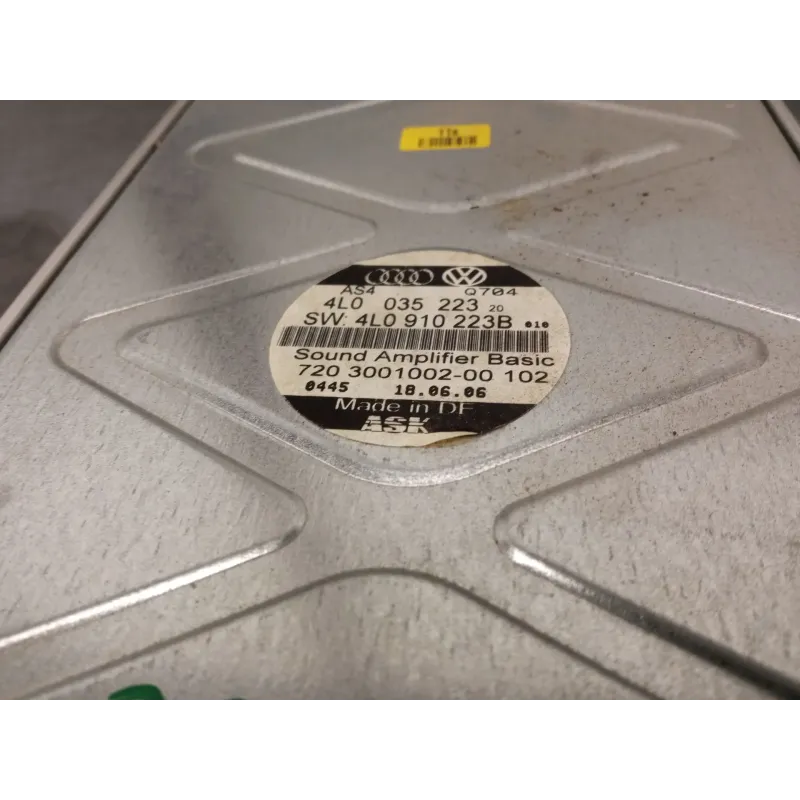 AS4 Q704
4L0 035 223 20
SW: 4L0 910 223B 010
Sound Amplifier Basic
720 3001002-00 102
0445 18.06.06
Made in DE
ASK